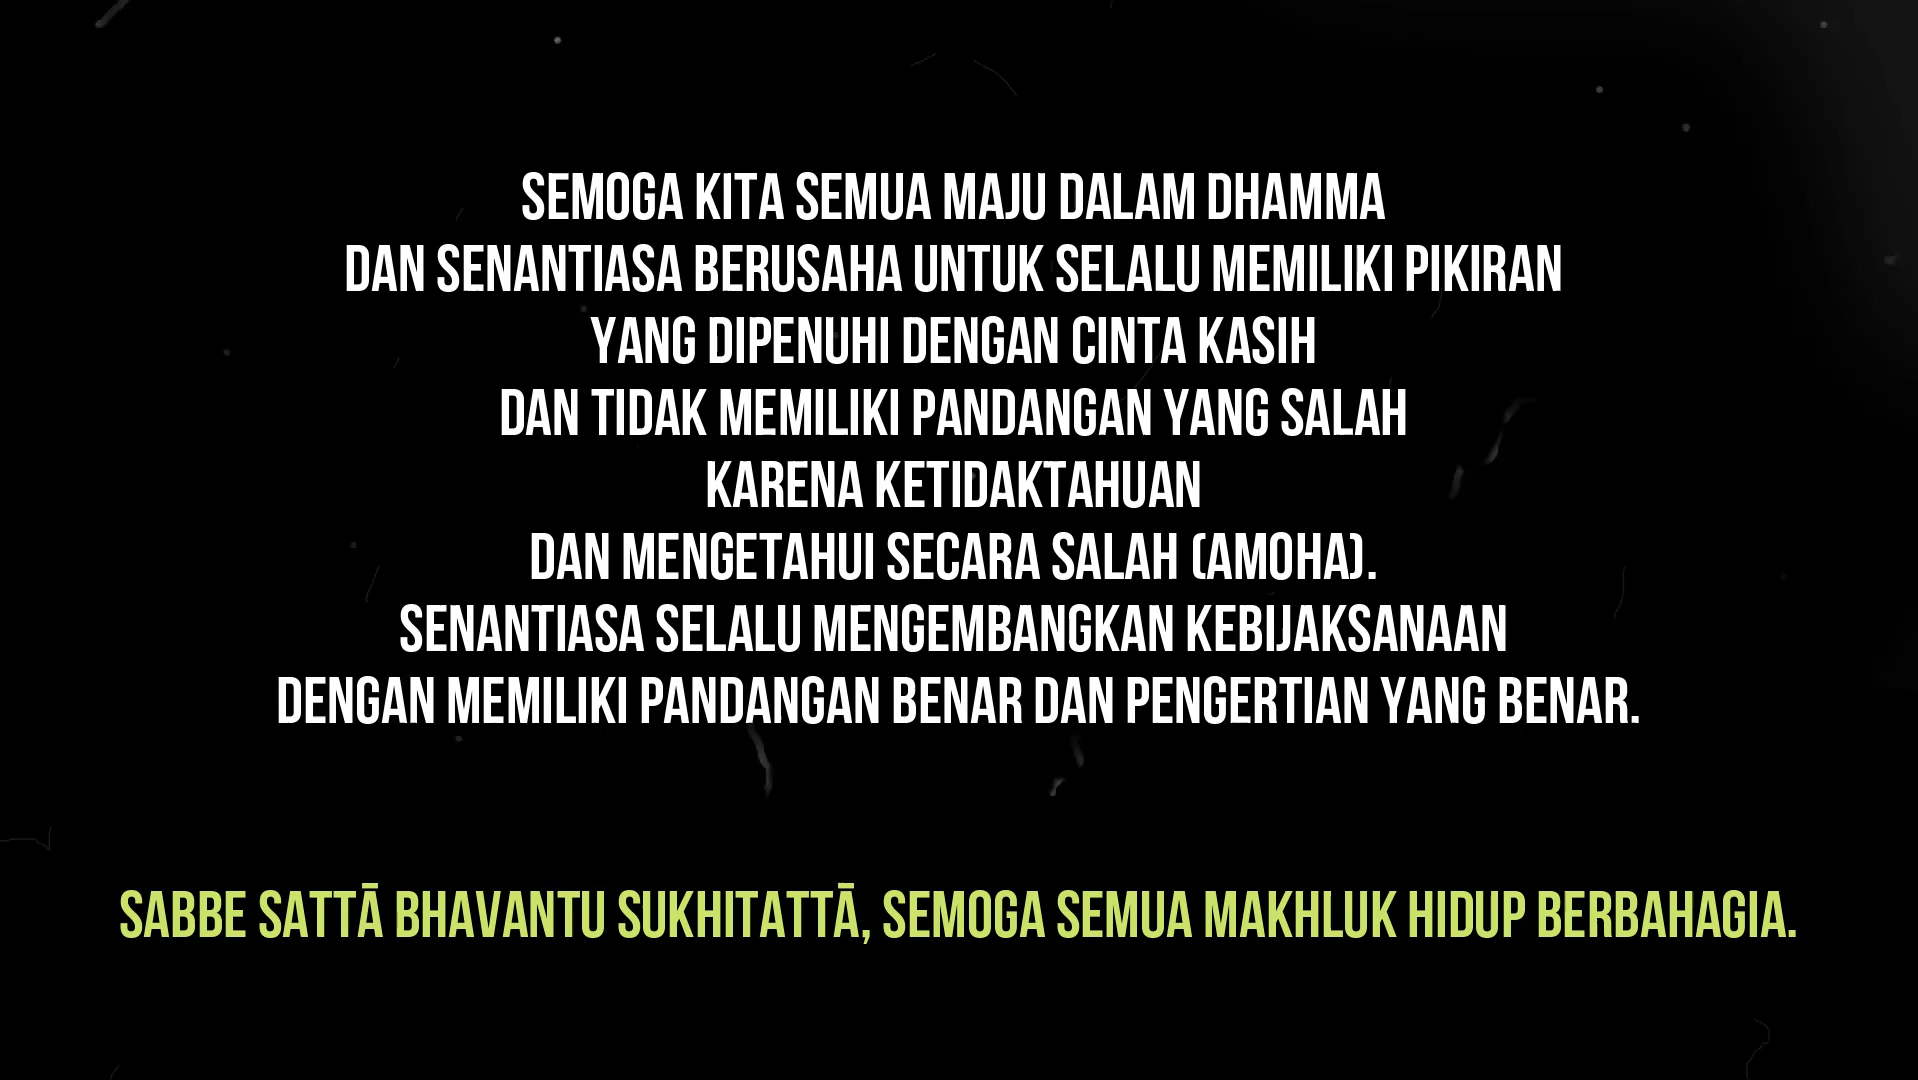 SEMOGA KITA SEMUA MAJU DALAM DHAMMA
DAN SENANTIASA BERUSAHA UNTUK SELALU MEMILIKI PIKIRAN
YANG DIPENUHI DENGAN CINTA KASIH
DAN TIDAK MEMILIKI PANDANGAN YANG SALAH
KARENA KETIDAKTAHUAN
DAN MENGETAHUI SECARA SALAH (AMOHA).
SENANTIASA SELALU MENGEMBANGKAN KEBIJAKSANAAN
DENGAN MEMILIKI PANDANGAN BENAR DAN PENGERTIAN YANG BENAR.
SABBE SATTĀ BHAVANTU SUKHITATTĀ, SEMOGA SEMUA MAKHLUK HIDUP BERBAHAGIA.